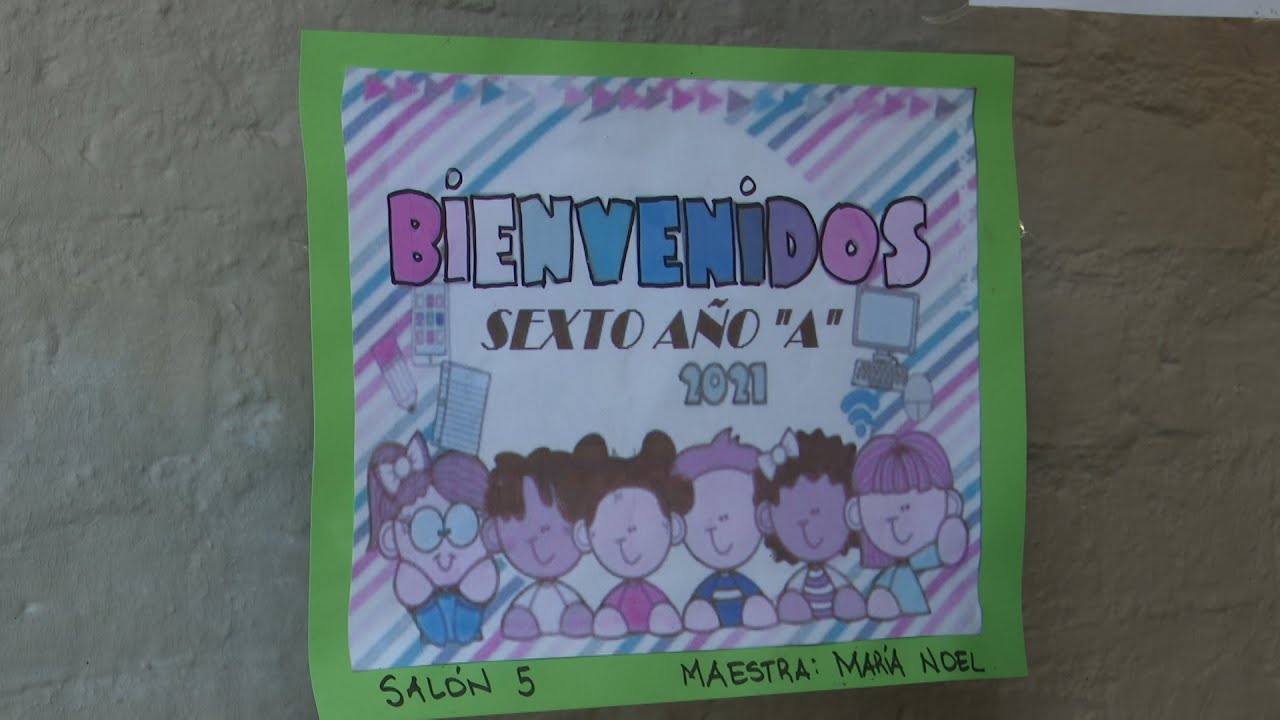 BIENVENIDOS
SEXTO AÑO "A"
2021
SALÓN 5 MAESTRA: MARÍA NOEL